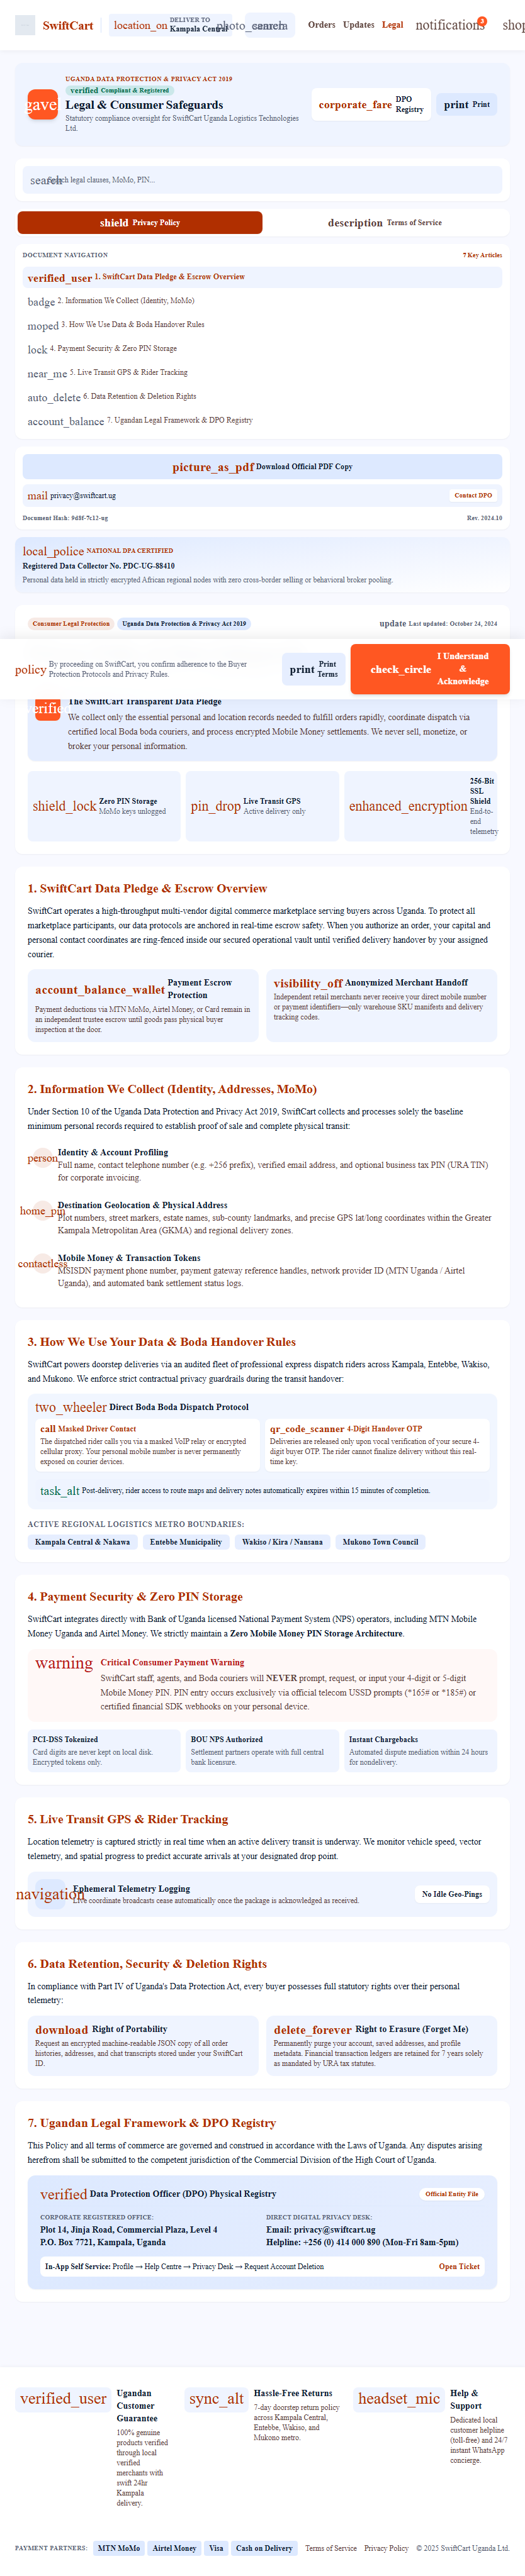 SwiftCart
location_on
DELIVER TO
Kampala Central
photo_camera
search
Orders Updates Legal
notifications
3
shop
UGANDA DATA PROTECTION & PRIVACY ACT 2019
verified Compliant & Registered
gavel
Legal & Consumer Safeguards
Statutory compliance oversight for SwiftCart Uganda Logistics Technologies
Ltd.
corporate_fare DPO
Registry
print Print
search
Search legal clauses, MoMo, PIN...
shield Privacy Policy
description Terms of Service
DOCUMENT NAVIGATION
7 Key Articles
verified_user 1. SwiftCart Data Pledge & Escrow Overview
badge 2. Information We Collect (Identity, MoMo)
moped 3. How We Use Data & Boda Handover Rules
lock 4. Payment Security & Zero PIN Storage
near_me 5. Live Transit GPS & Rider Tracking
auto_delete 6. Data Retention & Deletion Rights
account_balance 7. Ugandan Legal Framework & DPO Registry
picture_as_pdf Download Official PDF Copy
mail privacy@swiftcart.ug
Contact DPO
Document Hash: 9d8f-7c12-ug
Rev. 2024.10
local_police NATIONAL DPA CERTIFIED
Registered Data Collector No. PDC-UG-88410
Personal data held in strictly encrypted African regional nodes with zero cross-border selling or behavioral broker pooling.
Consumer Legal Protection
Uganda Data Protection & Privacy Act 2019
update Last updated: October 24, 2024
policy By proceeding on SwiftCart, you confirm adherence to the Buyer
Protection Protocols and Privacy Rules.
print Print
Terms
check_circle I Understand
&
Acknowledge
The SwiftCart Transparent Data Pledge
We collect only the essential personal and location records needed to fulfill orders rapidly, coordinate dispatch via
certified local Boda boda couriers, and process encrypted Mobile Money settlements. We never sell, monetize, or
broker your personal information.
shield_lock Zero PIN Storage
MoMo keys unlogged
pin_drop Live Transit GPS
Active delivery only
enhanced_encryption 256-Bit
SSL
Shield
End-to-
end
telemetry
1. SwiftCart Data Pledge & Escrow Overview
SwiftCart operates a high-throughput multi-vendor digital commerce marketplace serving buyers across Uganda. To protect all
marketplace participants, our data protocols are anchored in real-time escrow safety. When you authorize an order, your capital and
personal contact coordinates are ring-fenced inside our secured operational vault until verified delivery handover by your assigned
courier.
account_balance_wallet Payment Escrow
Protection
Payment deductions via MTN MoMo, Airtel Money, or Card remain in
an independent trustee escrow until goods pass physical buyer
inspection at the door.
visibility_off Anonymized Merchant Handoff
Independent retail merchants never receive your direct mobile number
or payment identifiers—only warehouse SKU manifests and delivery
tracking codes.
2. Information We Collect (Identity, Addresses, MoMo)
Under Section 10 of the Uganda Data Protection and Privacy Act 2019, SwiftCart collects and processes solely the baseline
minimum personal records required to establish proof of sale and complete physical transit:
person
Identity & Account Profiling
Full name, contact telephone number (e.g. +256 prefix), verified email address, and optional business tax PIN (URA TIN)
for corporate invoicing.
home_pin
Destination Geolocation & Physical Address
Plot numbers, street markers, estate names, sub-county landmarks, and precise GPS lat/long coordinates within the Greater
Kampala Metropolitan Area (GKMA) and regional delivery zones.
contactless
Mobile Money & Transaction Tokens
MSISDN payment phone number, payment gateway reference handles, network provider ID (MTN Uganda / Airtel
Uganda), and automated bank settlement status logs.
3. How We Use Your Data & Boda Handover Rules
SwiftCart powers doorstep deliveries via an audited fleet of professional express dispatch riders across Kampala, Entebbe, Wakiso,
and Mukono. We enforce strict contractual privacy guardrails during the transit handover:
two_wheeler Direct Boda Boda Dispatch Protocol
call Masked Driver Contact
The dispatched rider calls you via a masked VoIP relay or encrypted
cellular proxy. Your personal mobile number is never permanently
exposed on courier devices.
qr_code_scanner 4-Digit Handover OTP
Deliveries are released only upon vocal verification of your secure 4-
digit buyer OTP. The rider cannot finalize delivery without this real-
time key.
task_alt Post-delivery, rider access to route maps and delivery notes automatically expires within 15 minutes of completion.
ACTIVE REGIONAL LOGISTICS METRO BOUNDARIES:
Kampala Central & Nakawa
Entebbe Municipality
Wakiso / Kira / Nansana
Mukono Town Council
4. Payment Security & Zero PIN Storage
SwiftCart integrates directly with Bank of Uganda licensed National Payment System (NPS) operators, including MTN Mobile
Money Uganda and Airtel Money. We strictly maintain a Zero Mobile Money PIN Storage Architecture.
warning
Critical Consumer Payment Warning
SwiftCart staff, agents, and Boda couriers will NEVER prompt, request, or input your 4-digit or 5-digit
Mobile Money PIN. PIN entry occurs exclusively via official telecom USSD prompts (*165# or *185#) or
certified financial SDK webhooks on your personal device.
PCI-DSS Tokenized
Card digits are never kept on local disk.
Encrypted tokens only.
BOU NPS Authorized
Settlement partners operate with full central
bank licensure.
Instant Chargebacks
Automated dispute mediation within 24 hours
for nondelivery.
5. Live Transit GPS & Rider Tracking
Location telemetry is captured strictly in real time when an active delivery transit is underway. We monitor vehicle speed, vector
telemetry, and spatial progress to predict accurate arrivals at your designated drop point.
navigation
Ephemeral Telemetry Logging
Live coordinate broadcasts cease automatically once the package is acknowledged as received.
No Idle Geo-Pings
6. Data Retention, Security & Deletion Rights
In compliance with Part IV of Uganda's Data Protection Act, every buyer possesses full statutory rights over their personal
telemetry:
download Right of Portability
Request an encrypted machine-readable JSON copy of all order
histories, addresses, and chat transcripts stored under your SwiftCart
ID.
delete_forever Right to Erasure (Forget Me)
Permanently purge your account, saved addresses, and profile
metadata. Financial transaction ledgers are retained for 7 years solely
as mandated by URA tax statutes.
7. Ugandan Legal Framework & DPO Registry
This Policy and all terms of commerce are governed and construed in accordance with the Laws of Uganda. Any disputes arising
herefrom shall be submitted to the competent jurisdiction of the Commercial Division of the High Court of Uganda.
verified Data Protection Officer (DPO) Physical Registry
Official Entity File
CORPORATE REGISTERED OFFICE:
Plot 14, Jinja Road, Commercial Plaza, Level 4
P.O. Box 7721, Kampala, Uganda
DIRECT DIGITAL PRIVACY DESK:
Email: privacy@swiftcart.ug
Helpline: +256 (0) 414 000 890 (Mon-Fri 8am-5pm)
In-App Self Service: Profile → Help Centre → Privacy Desk → Request Account Deletion
Open Ticket
verified_user Ugandan
Customer
Guarantee
100% genuine
products verified
through local
verified
merchants with
swift 24hr
Kampala
delivery.
sync_alt Hassle-Free Returns
7-day doorstep return policy
across Kampala Central,
Entebbe, Wakiso, and
Mukono metro.
headset_mic Help &
Support
Dedicated local
customer helpline
(toll-free) and 24/7
instant WhatsApp
concierge.
PAYMENT PARTNERS: MTN MoMo Airtel Money Visa Cash on Delivery
Terms of Service Privacy Policy © 2025 SwiftCart Uganda Ltd.